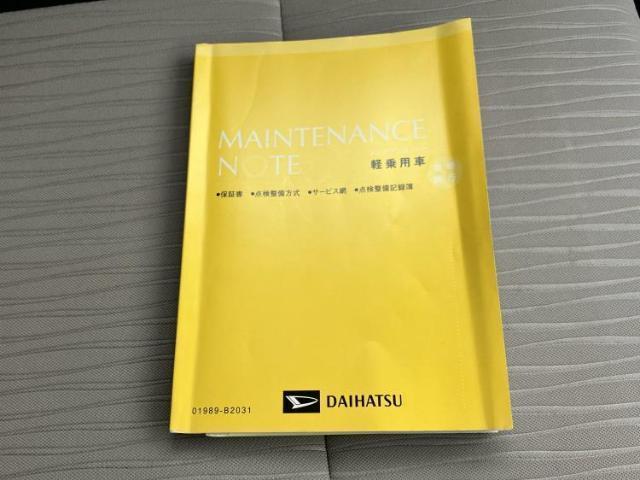 MAINTENANCE
NOTE
軽乗用車
●保証書 ●点検整備方式 ●サービス網 ●点検整備記録簿
01989-B2031
DAIHATSU